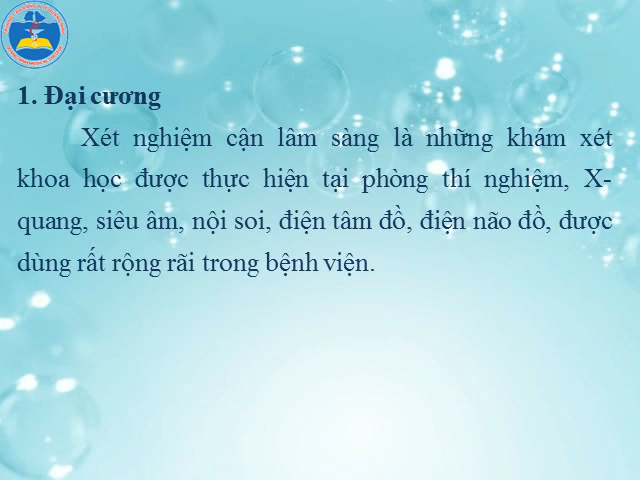 1. Đại cương
Xét nghiệm cận lâm sàng là những khám xét
khoa học được thực hiện tại phòng thí nghiệm, X-
quang, siêu âm, nội soi, điện tâm đồ, điện não đồ, được
dùng rất rộng rãi trong bệnh viện.